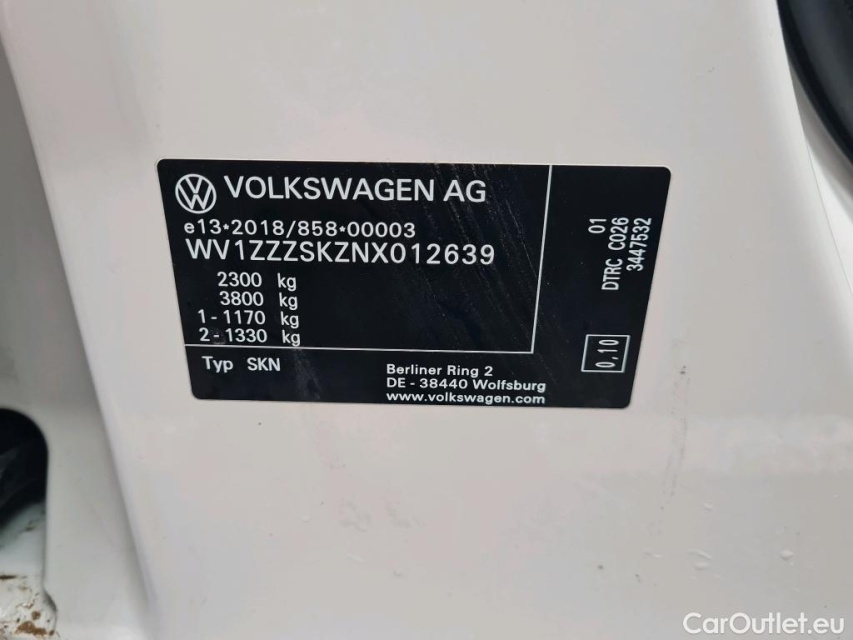 VOLKSWAGEN AG
e13*2018/858*00003
WV1ZZZSKZNX012639
2300 kg
3800 kg
1 - 1170 kg
2 - 1330 kg
Typ SKN
Berliner Ring 2
DE - 38440 Wolfsburg
www.volkswagen.com
01
DTRC C026
3447532
0,10
CarOutlet.eu